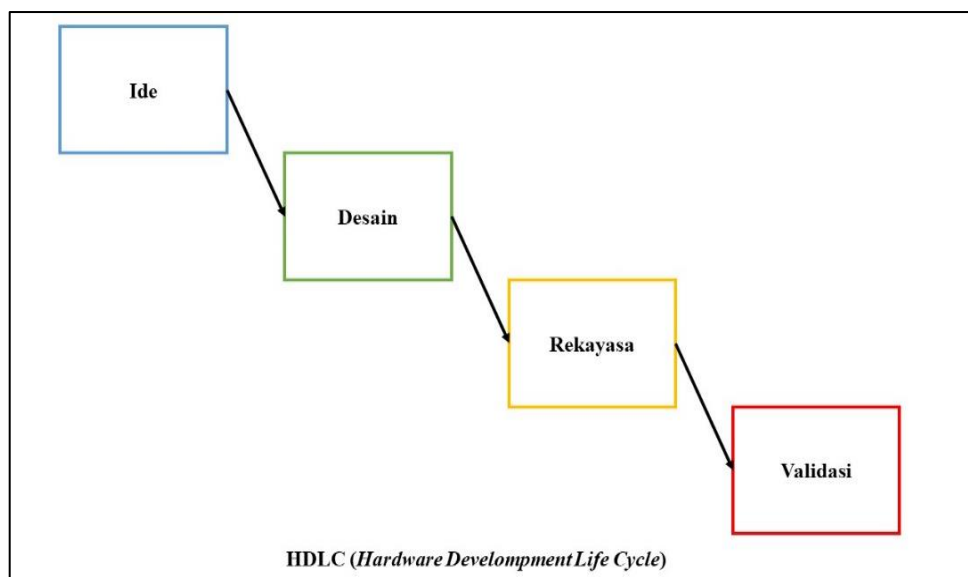 Ide
Desain
Rekayasa
Validasi
HDLC (Hardware Develompment Life Cycle)